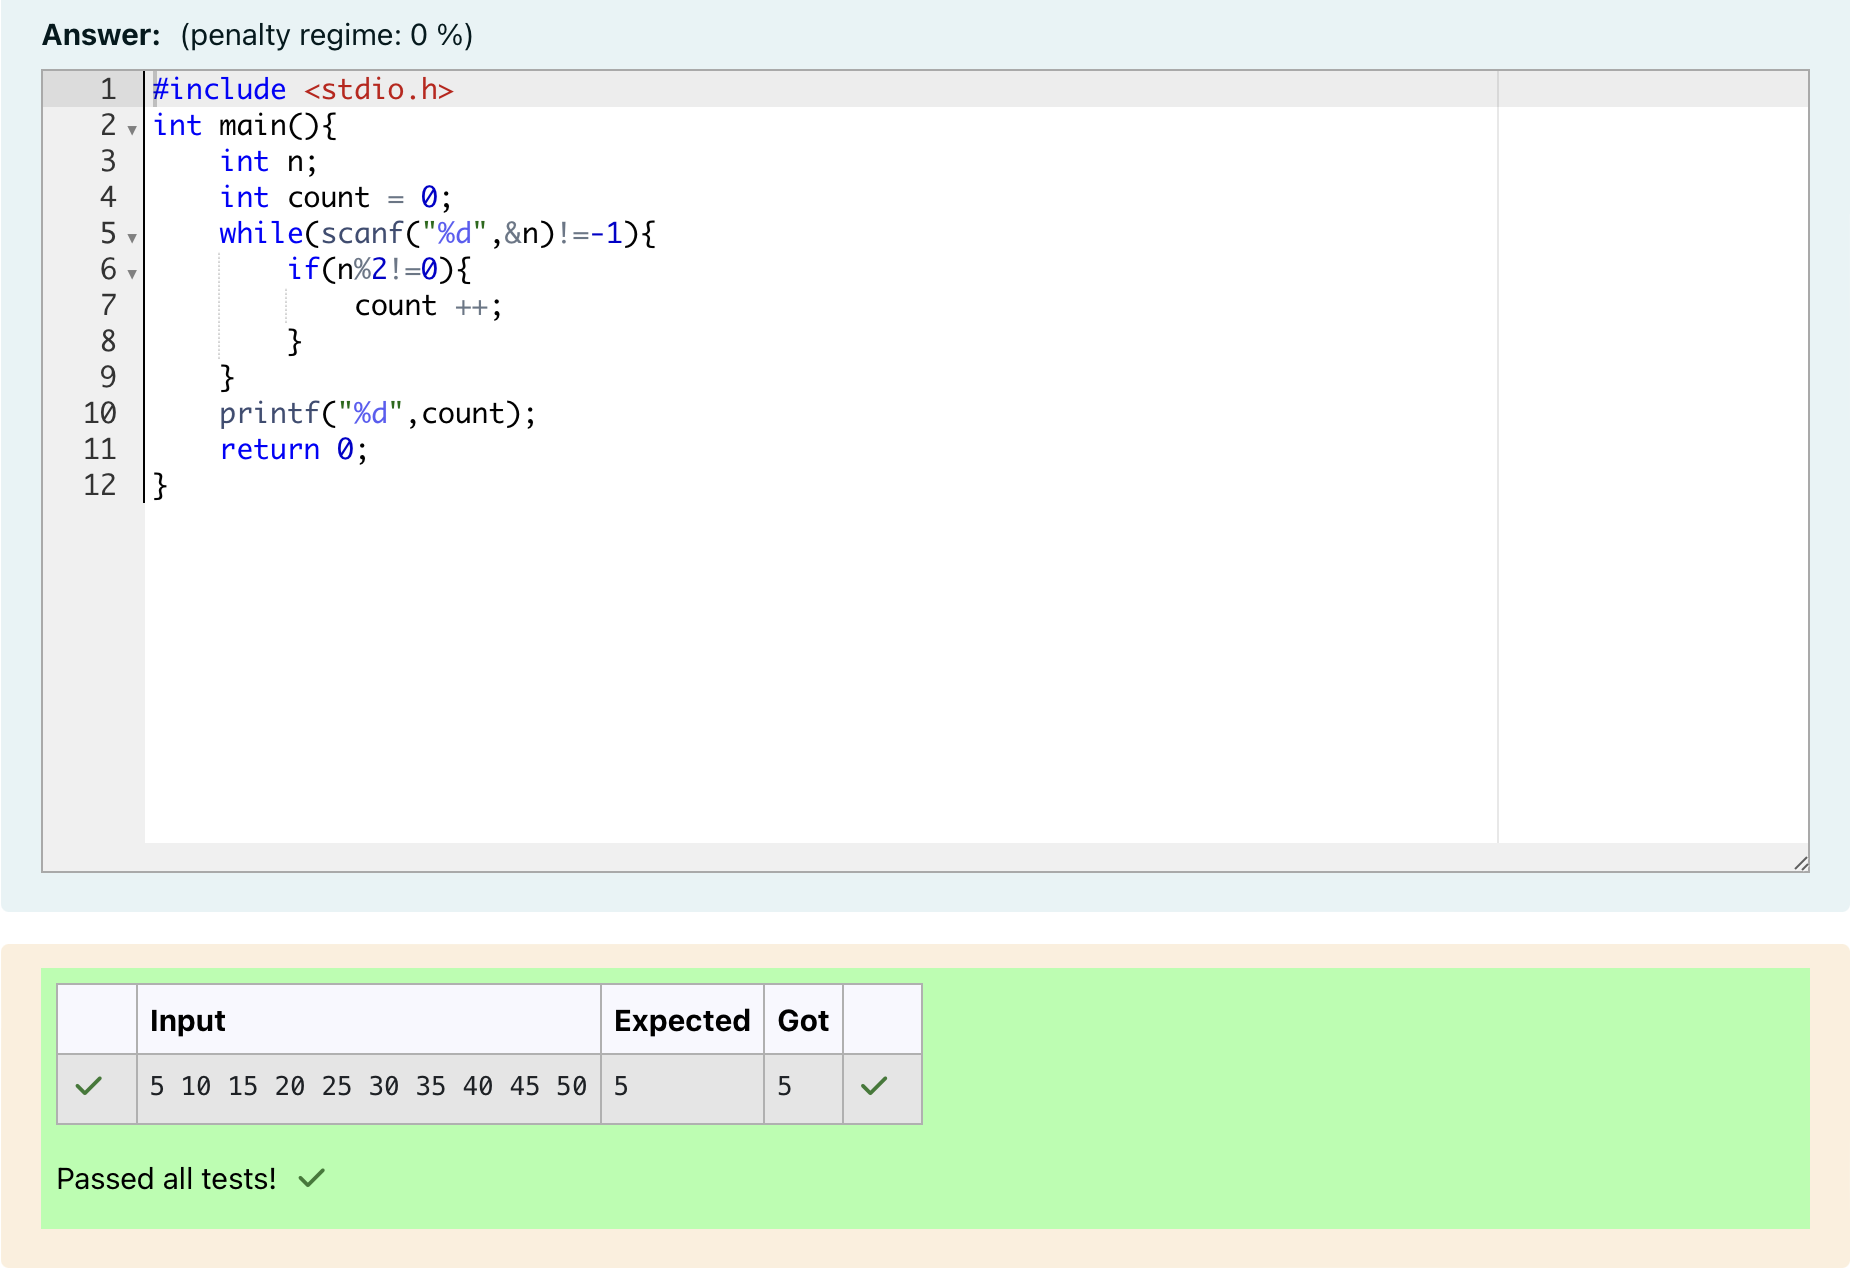 Answer: (penalty regime: 0 %)
1 #include <stdio.h>
2 int main(){
3     int n;
4     int count = 0;
5     while(scanf("%d",&n)!=-1){
6         if(n%2!=0){
7             count ++;
8         }
9     }
10     printf("%d",count);
11     return 0;
12 }
Input Expected Got
5 10 15 20 25 30 35 40 45 50 5 5
Passed all tests!